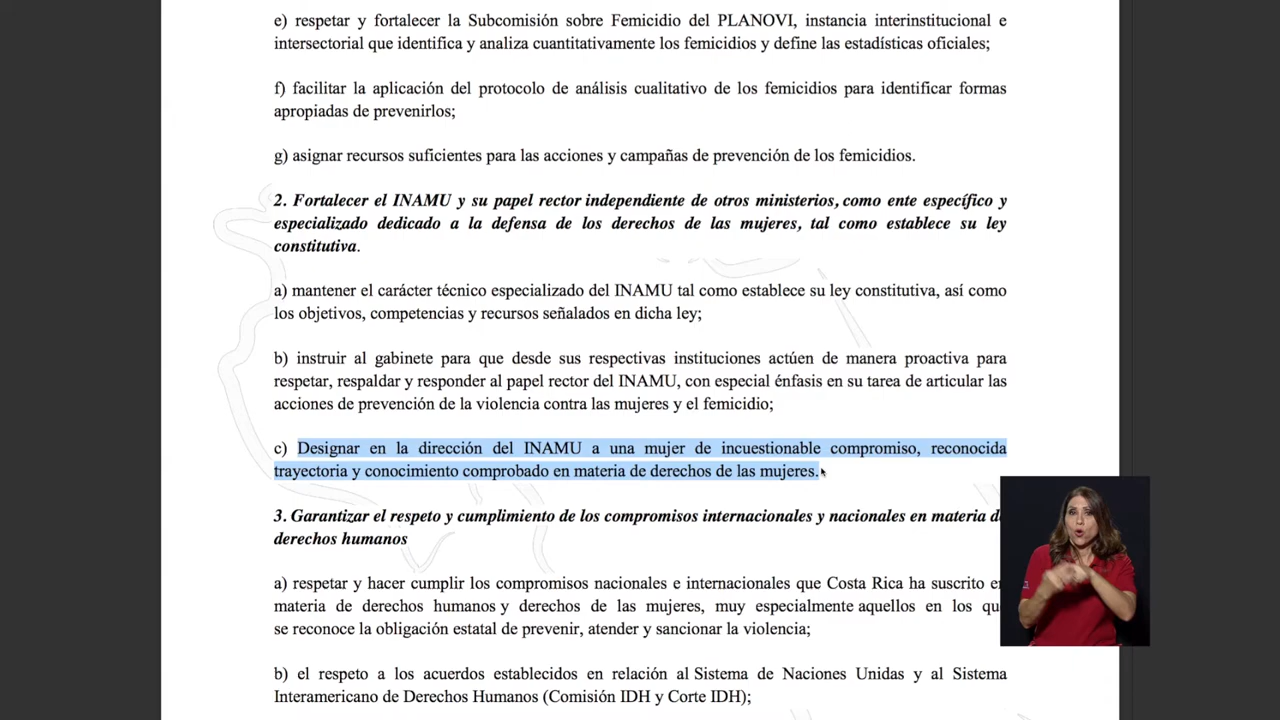 e) respetar y fortalecer la Subcomisión sobre Femicidio del PLANOVI, instancia interinstitucional e
intersectorial que identifica y analiza cuantitativamente los femicidios y define las estadísticas oficiales;
f) facilitar la aplicación del protocolo de análisis cualitativo de los femicidios para identificar formas
apropiadas de prevenirlos;
g) asignar recursos suficientes para las acciones y campañas de prevención de los femicidios.
2. Fortalecer el INAMU y su papel rector independiente de otros ministerios, como ente específico y
especializado dedicado a la defensa de los derechos de las mujeres, tal como establece su ley
constitutiva.
a) mantener el carácter técnico especializado del INAMU tal como establece su ley constitutiva, así como
los objetivos, competencias y recursos señalados en dicha ley;
b) instruir al gabinete para que desde sus respectivas instituciones actúen de manera proactiva para
respetar, respaldar y responder al papel rector del INAMU, con especial énfasis en su tarea de articular las
acciones de prevención de la violencia contra las mujeres y el femicidio;
c) Designar en la dirección del INAMU a una mujer de incuestionable compromiso, reconocida
trayectoria y conocimiento comprobado en materia de derechos de las mujeres.
3. Garantizar el respeto y cumplimiento de los compromisos internacionales y nacionales en materia
derechos humanos
a) respetar y hacer cumplir los compromisos nacionales e internacionales que Costa Rica ha suscrito
materia de derechos humanos y derechos de las mujeres, muy especialmente aquellos en los
se reconoce la obligación estatal de prevenir, atender y sancionar la violencia;
b) el respeto a los acuerdos establecidos en relación al Sistema de Naciones Unidas y al Sistema
Interamericano de Derechos Humanos (Comisión IDH y Corte IDH);